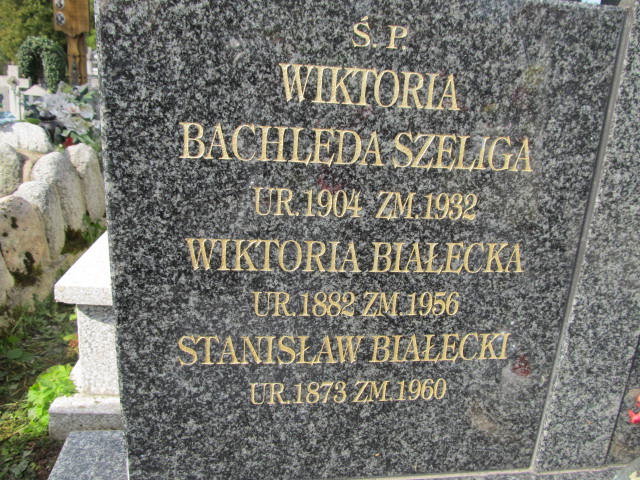 Ś. P.
WIKTORIA
BACHLEDA SZELIGA
UR.1904 ZM.1932
WIKTORIA BIAŁECKA
UR.1882 ZM.1956
STANISŁAW BIAŁECKI
UR.1873 ZM.1960